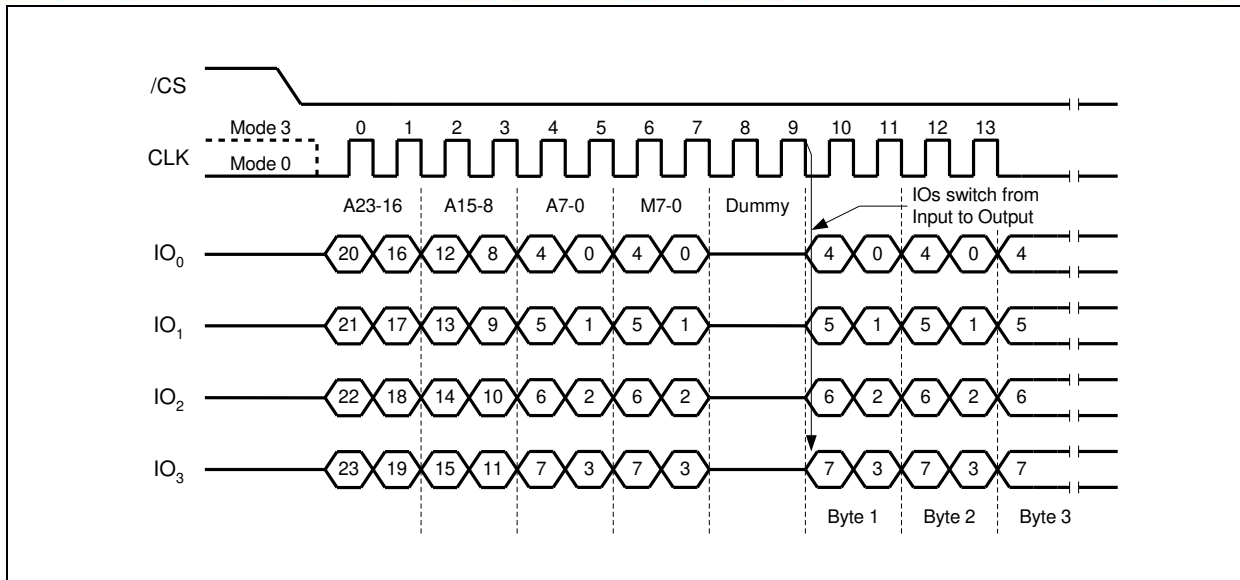 /CS
Mode 3 0 1 2 3 4 5 6 7 8 9 10 11 12 13
CLK
Mode 0
A23-16 A15-8 A7-0 M7-0 Dummy
IOs switch from
Input to Output
IO0 20 16 12 8 4 0 4 0 4 0 4 0 4
IO1 21 17 13 9 5 1 5 1 5 1 5 1 5
IO2 22 18 14 10 6 2 6 2 6 2 6 2 6
IO3 23 19 15 11 7 3 7 3 7 3 7 3 7
Byte 1 Byte 2 Byte 3